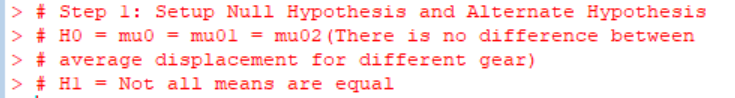 > # Step 1: Setup Null Hypothesis and Alternate Hypothesis
> # H0 = mu0 = mu01 = mu02(There is no difference between
> # average displacement for different gear)
> # H1 = Not all means are equal